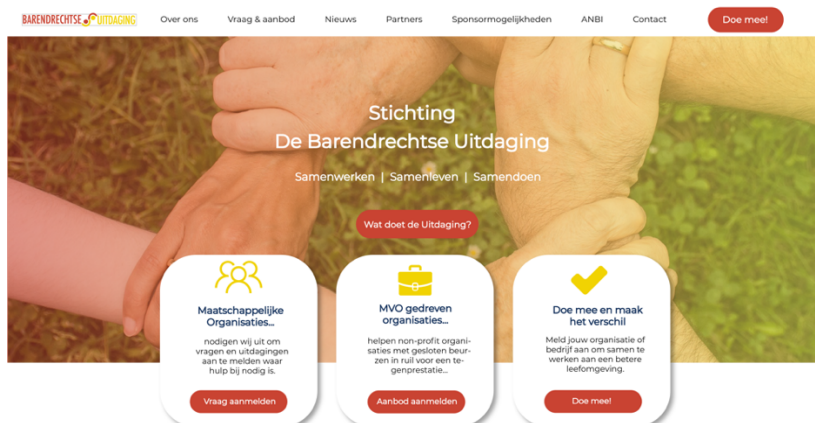 BARENDRECHTSE UITDAGING
Over ons
Vraag & aanbod
Nieuws
Partners
Sponsormogelijkheden
ANBI
Contact
Doe mee!
Stichting
De Barendrechtse Uitdaging
Samenwerken | Samenleven | Samendoen
Wat doet de Uitdaging?
Maatschappelijke
Organisaties...
nodigen wij uit om
vragen en uitdagingen
aan te melden waar
hulp bij nodig is.
Vraag aanmelden
MVO gedreven
organisaties...
helpen non-profit organi-
saties met gesloten beur-
zen in ruil voor een te-
genprestatie...
Aanbod aanmelden
Doe mee en maak
het verschil
Meld jouw organisatie of
bedrijf aan om samen te
werken aan een betere
leefomgeving.
Doe mee!